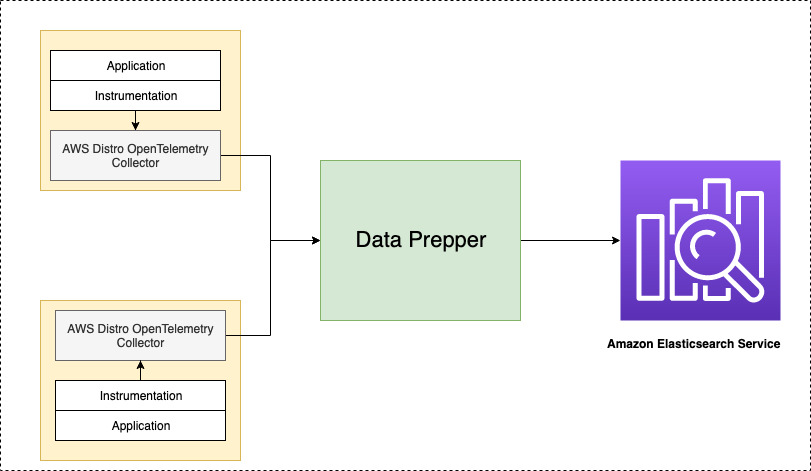 Application
Instrumentation
AWS Distro OpenTelemetry
Collector
Data Prepper
Amazon Elasticsearch Service
AWS Distro OpenTelemetry
Collector
Instrumentation
Application